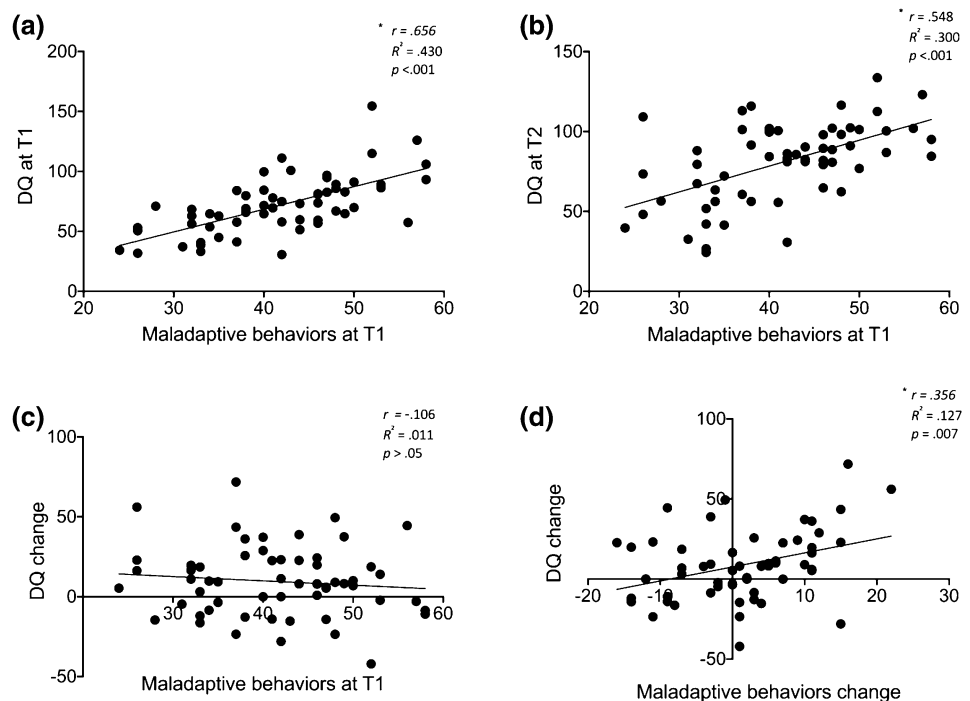 (a)
* r = .656
R² = .430
p <.001
200
150
100
50
0
DQ at T1
20 30 40 50 60
Maladaptive behaviors at T1
(b)
* r = .548
R² = .300
p <.001
150
100
50
0
DQ at T2
20 30 40 50 60
Maladaptive behaviors at T1
(c)
r = -.106
R² = .011
p > .05
100
50
0
-50
DQ change
30 40 50 60
Maladaptive behaviors at T1
(d)
* r = .356
R² = .127
p = .007
100
50
-50
DQ change
-20 -10 0 10 20 30
Maladaptive behaviors change